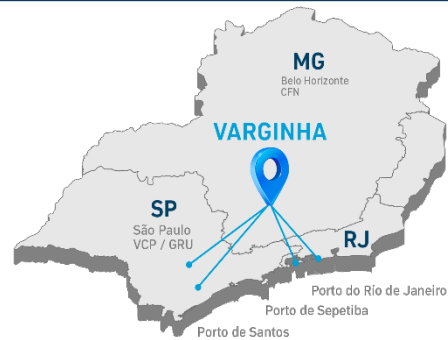 MG
Belo Horizonte
CFN
VARGINHA
SP
São Paulo
VCP / GRU
RJ
Porto do Rio de Janeiro
Porto de Sepetiba
Porto de Santos